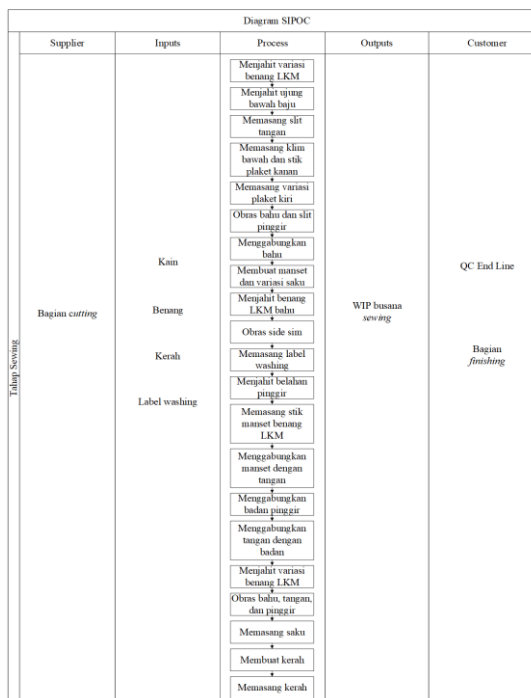 Diagram SIPOC
Supplier
Inputs
Process
Outputs
Customer
Tahap Sewing
Bagian cutting
Kain
Benang
Kerah
Label washing
Menjahit variasi
benang LKM
Menjahit ujung
bawah baju
Memasang slit
tangan
Memasang klim
bawah dan stik
plaket kanan
Memasang variasi
plaket kiri
Obras bahu dan slit
pinggir
Menggabungkan
bahu
Membuat manset
dan variasi saku
Menjahit benang
LKM bahu
Obras side sim
Memasang label
washing
Menjahit belahan
pinggir
Memasang stik
manset benang
LKM
Menggabungkan
manset dengan
tangan
Menggabungkan
badan pinggir
Menggabungkan
tangan dengan
badan
Menjahit variasi
benang LKM
Obras bahu, tangan,
dan pinggir
Memasang saku
Membuat kerah
Memasang kerah
WIP busana
sewing
QC End Line
Bagian
finishing